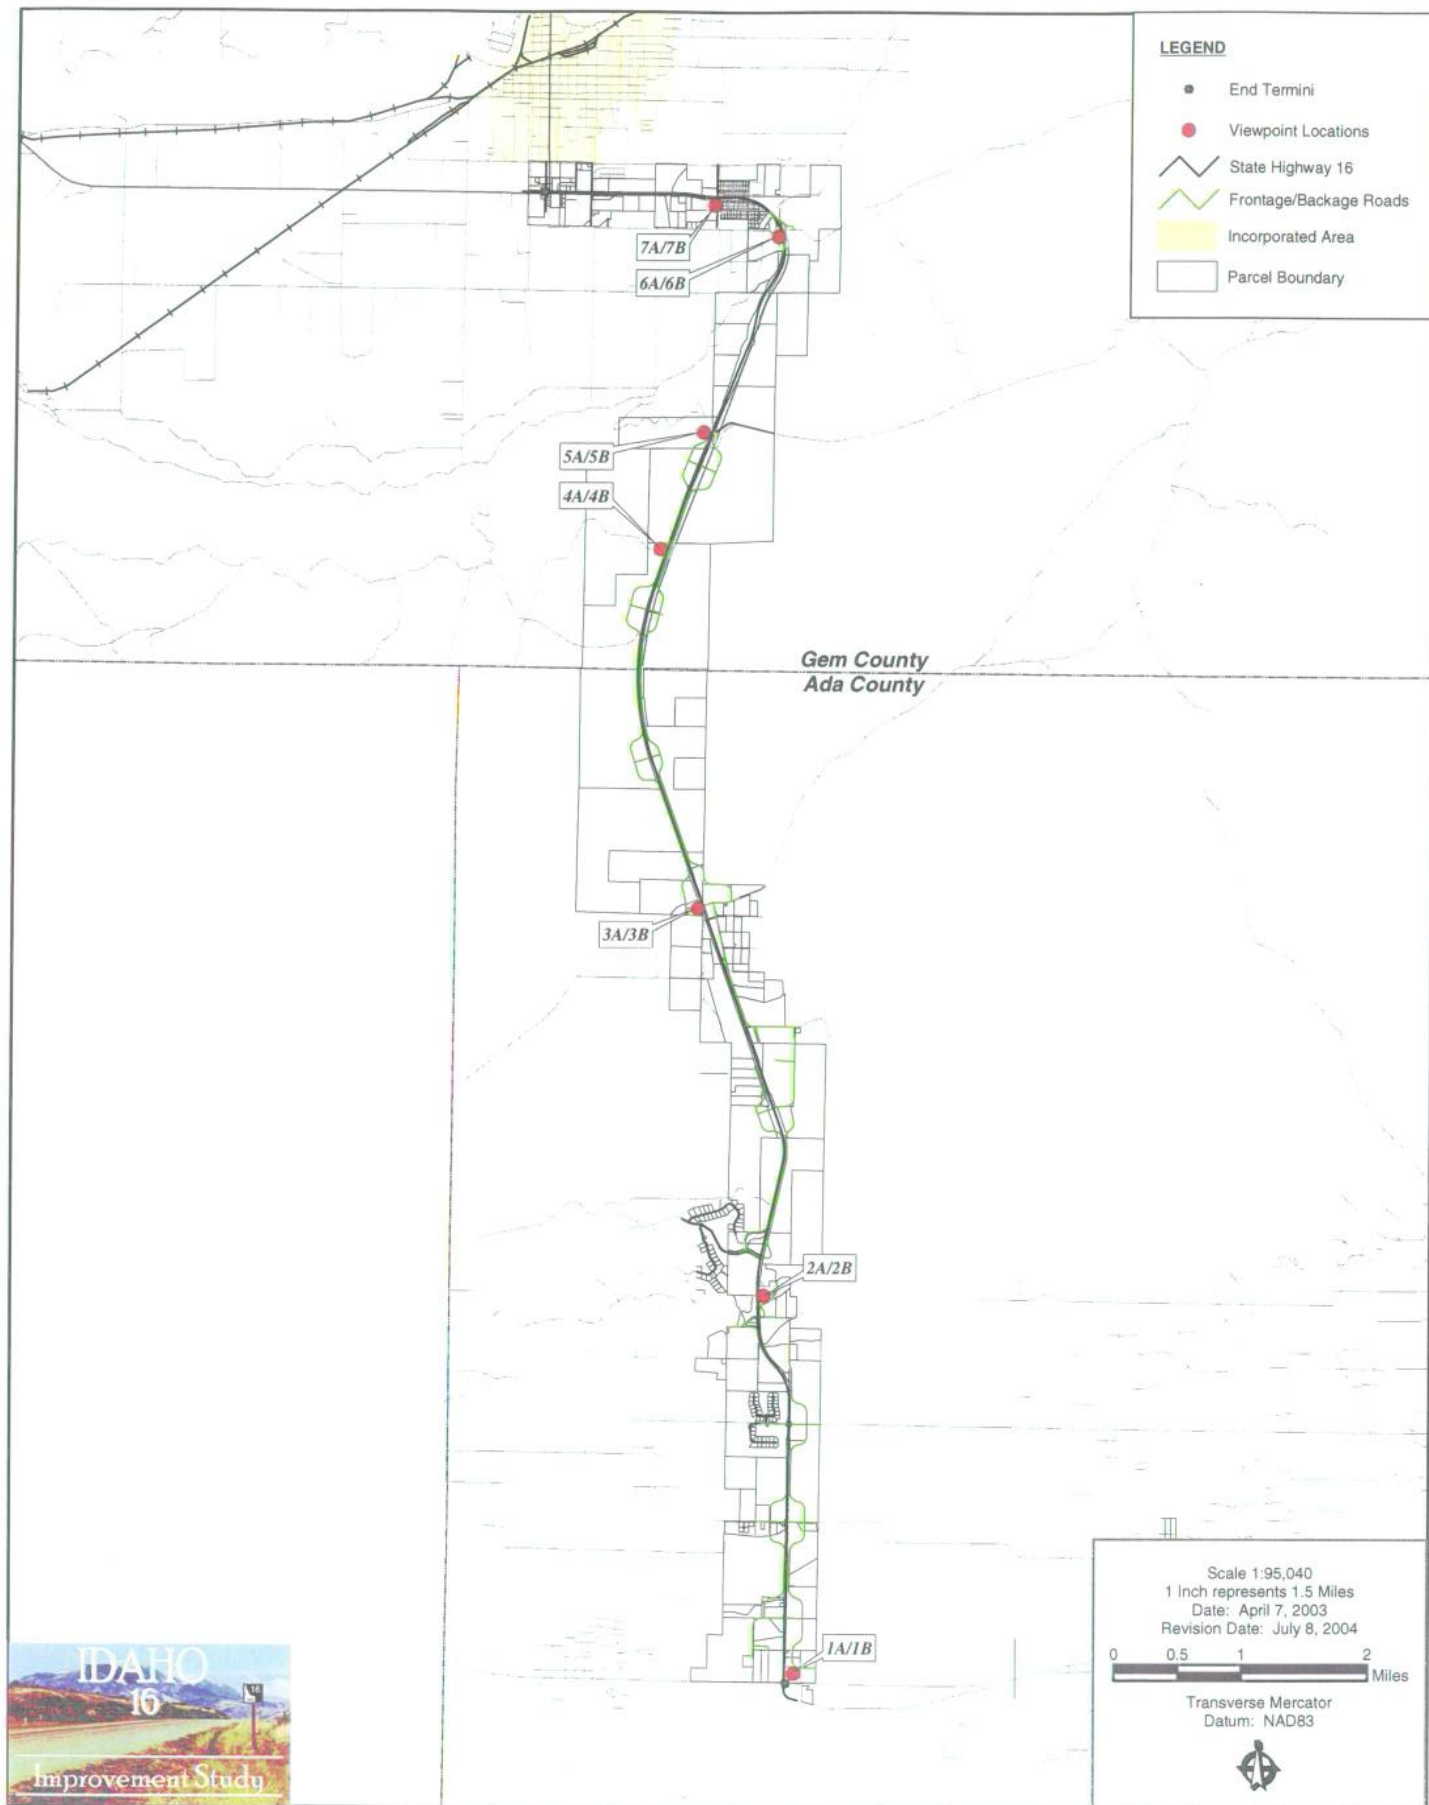 LEGEND
End Termini
Viewpoint Locations
State Highway 16
Frontage/Backage Roads
Incorporated Area
Parcel Boundary
7A/7B
6A/6B
5A/5B
4A/4B
Gem County
Ada County
3A/3B
2A/2B
1A/1B
Scale 1:95,040
1 Inch represents 1.5 Miles
Date: April 7, 2003
Revision Date: July 8, 2004
0 0.5 1 2
Miles
Transverse Mercator
Datum: NAD83
IDAHO
16
16
Improvement Study